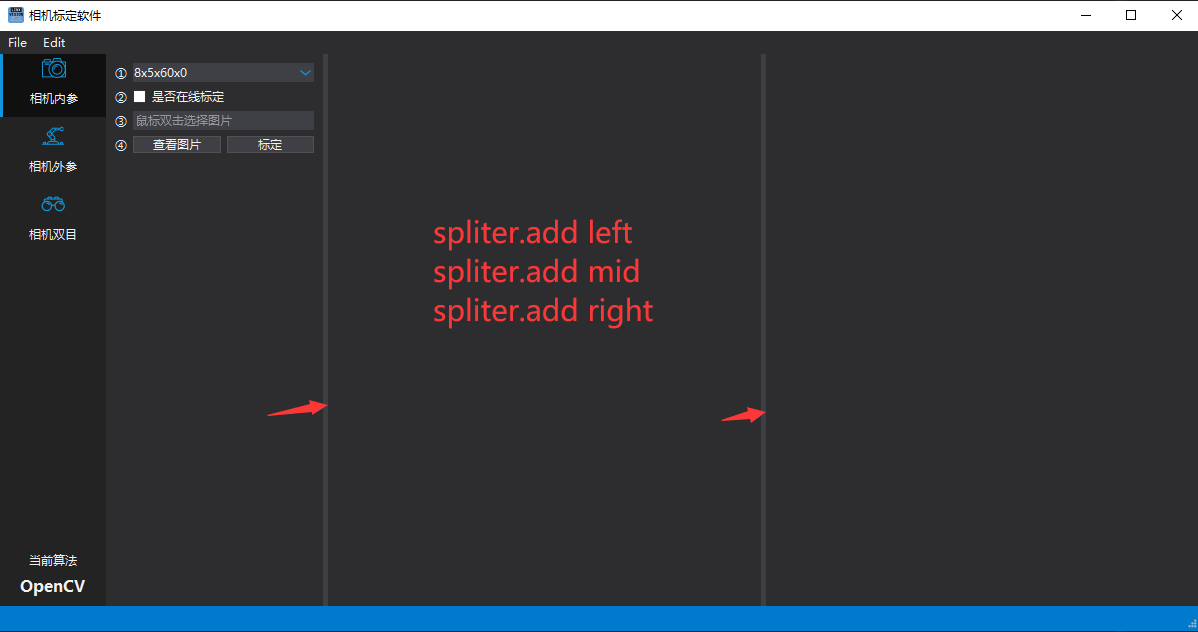 相机标定软件
File Edit
相机内参
相机外参
相机双目
当前算法
OpenCV
① 8x5x60x0
② 是否在线标定
③ 鼠标双击选择图片
④ 查看图片 标定
spliter.add left
spliter.add mid
spliter.add right